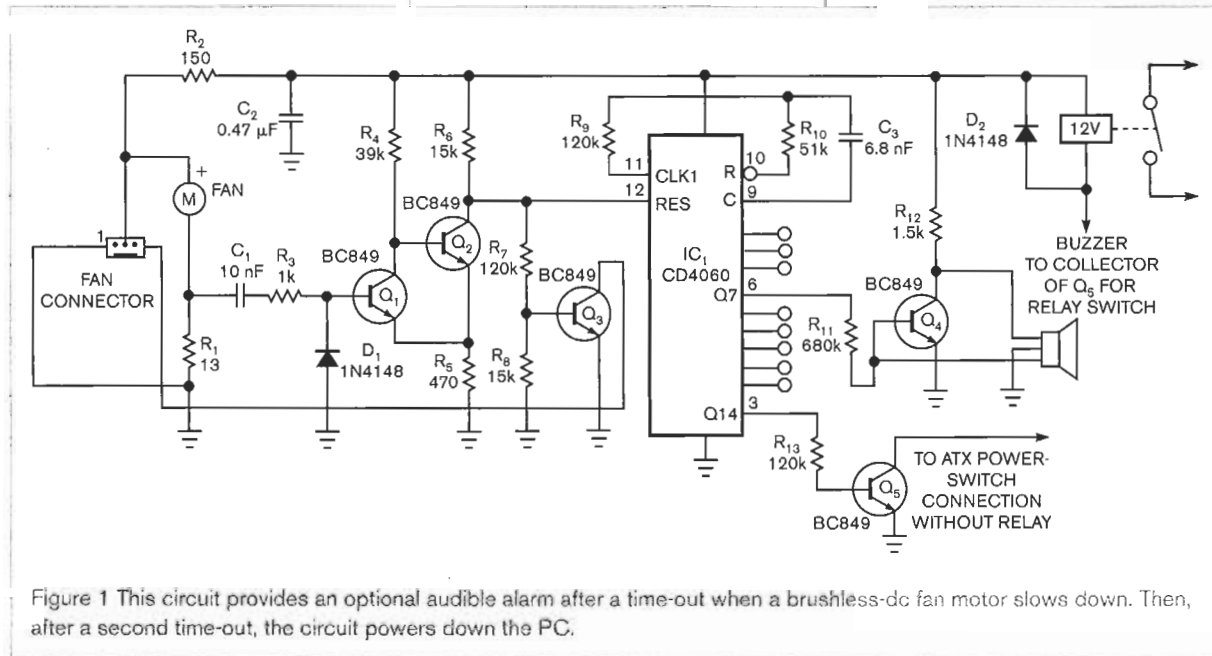 R2
150
C2
0.47 µF
R4
39k
R6
15k
R9
120k
11
CLK1
12
RES
R
10
C
9
R10
51k
C3
6.8 nF
D2
1N4148
12V
+
M
FAN
1
FAN
CONNECTOR
C1
10 nF
R3
1k
BC849
Q1
BC849
Q2
R7
120k
BC849
Q3
IC1
CD4060
Q7
6
R11
680k
R12
1.5k
BC849
Q4
BUZZER
TO COLLECTOR
OF Q5 FOR
RELAY SWITCH
R1
13
D1
1N4148
R5
470
R8
15k
Q14
3
R13
120k
BC849
Q5
TO ATX POWER-
SWITCH
CONNECTION
WITHOUT RELAY
Figure 1 This circuit provides an optional audible alarm after a time-out when a brushless-dc fan motor slows down. Then,
after a second time-out, the circuit powers down the PC.